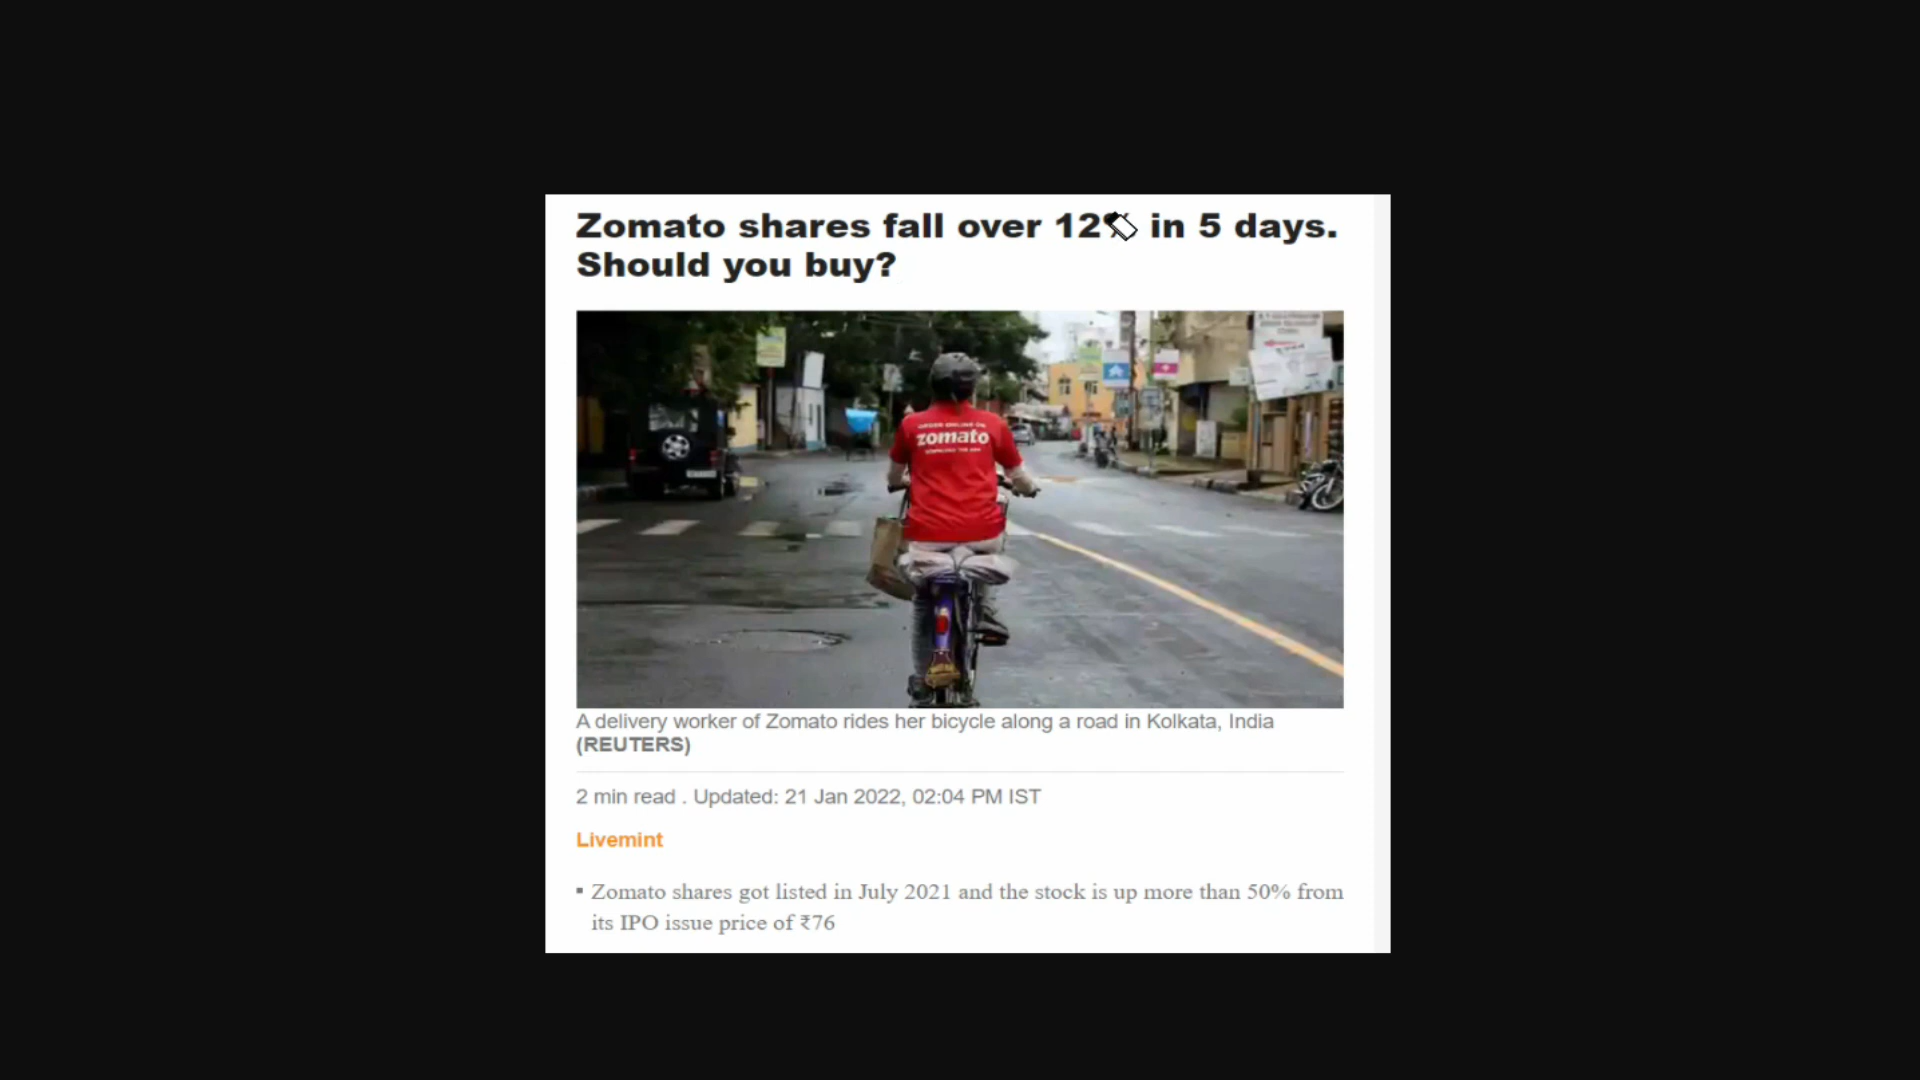 Zomato shares fall over 12% in 5 days.
Should you buy?
zomato
A delivery worker of Zomato rides her bicycle along a road in Kolkata, India
(REUTERS)
2 min read . Updated: 21 Jan 2022, 02:04 PM IST
Livemint
▪ Zomato shares got listed in July 2021 and the stock is up more than 50% from
its IPO issue price of ₹76